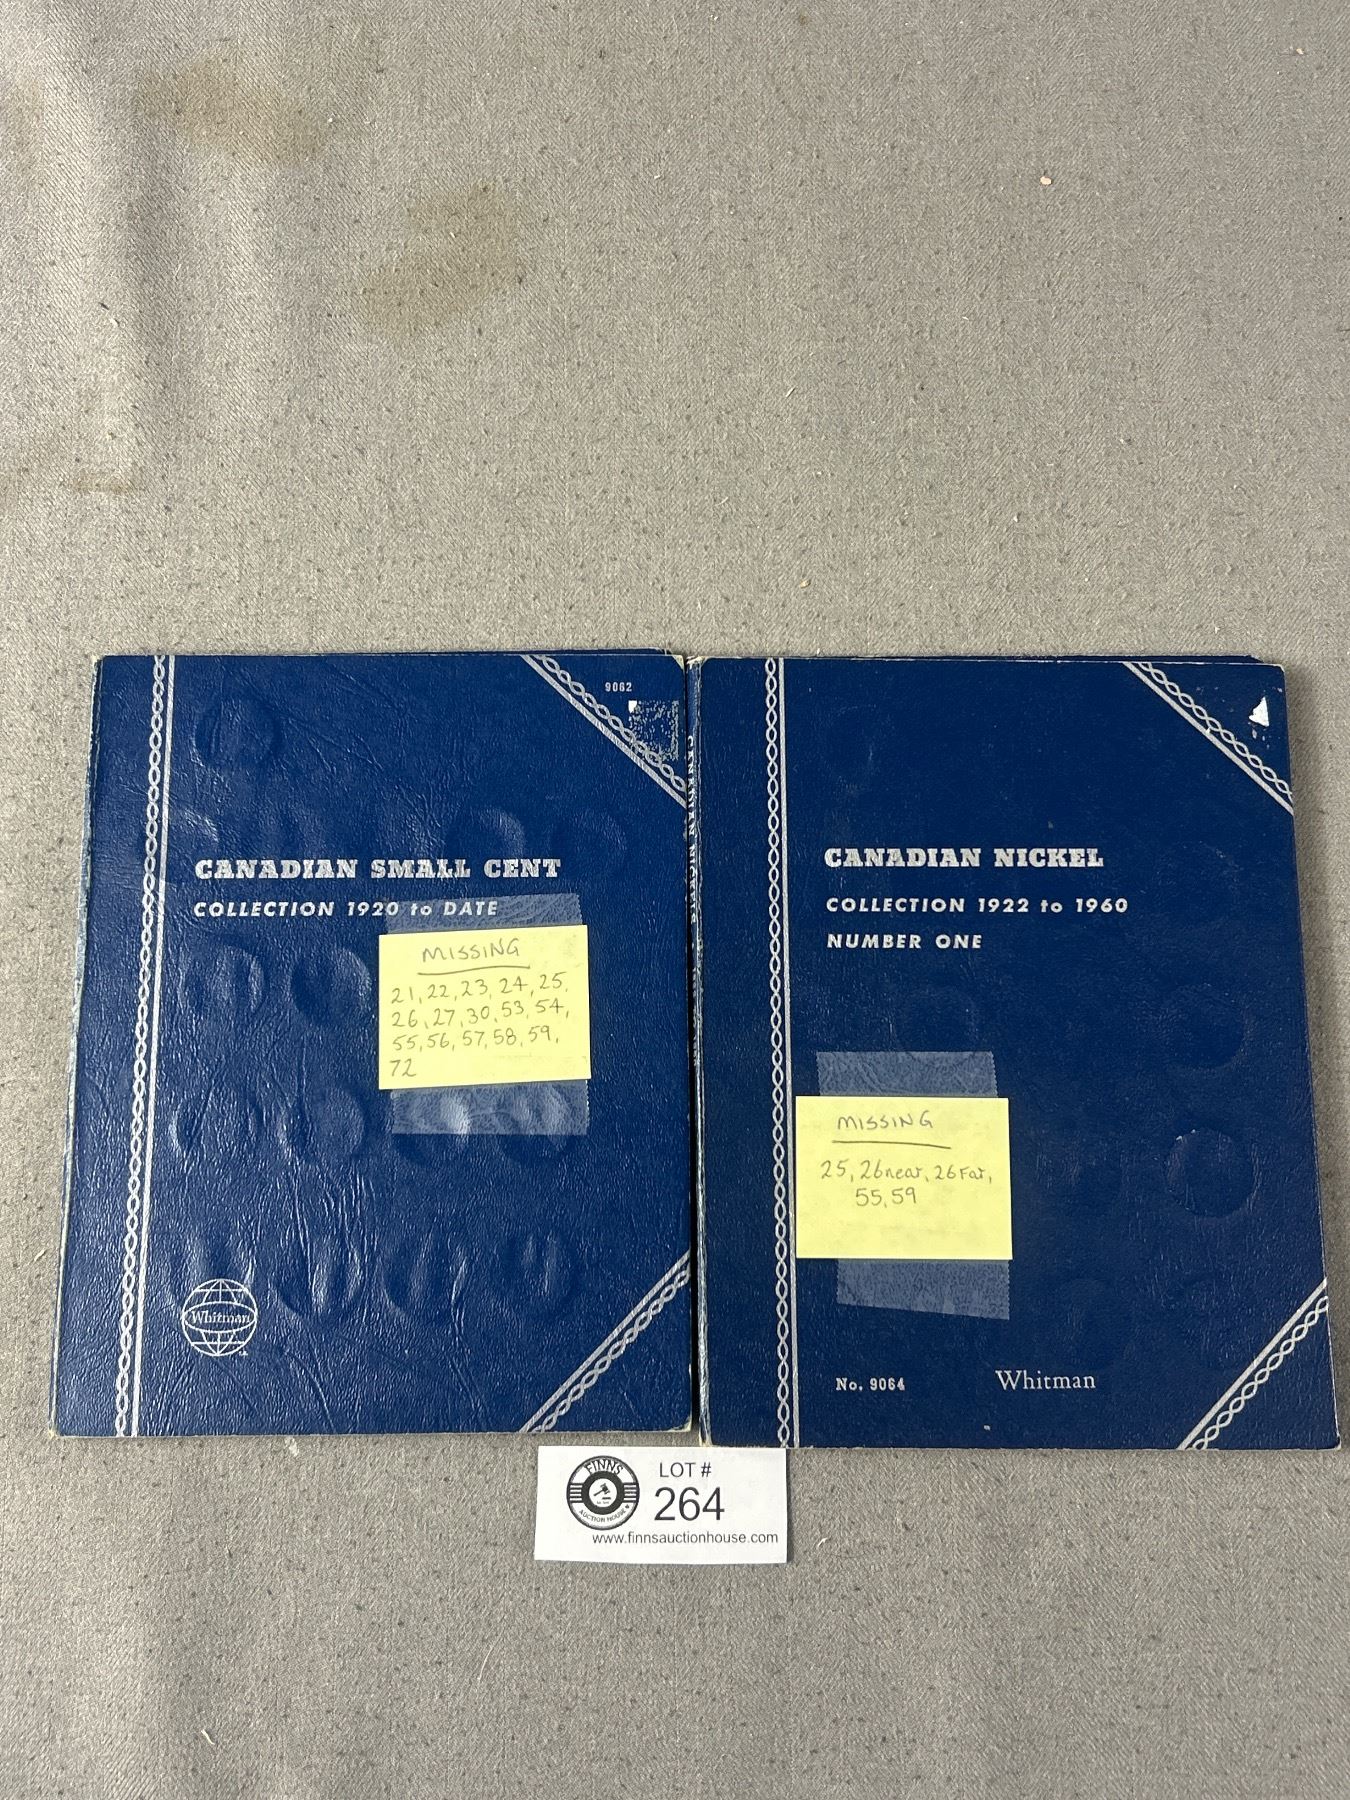 9062
CANADIAN SMALL CENT
COLLECTION 1920 to DATE
MISSING
21, 22, 23, 24, 25,
26, 27, 30, 53, 54,
55, 56, 57, 58, 59,
72
Whitman
CANADIAN NICKEL
COLLECTION 1922 to 1960
NUMBER ONE
MISSING
25, 26near, 26Far,
55, 59
No. 9064
Whitman
FINNS
AUCTION HOUSE
LOT #
264
www.finnsauctionhouse.com